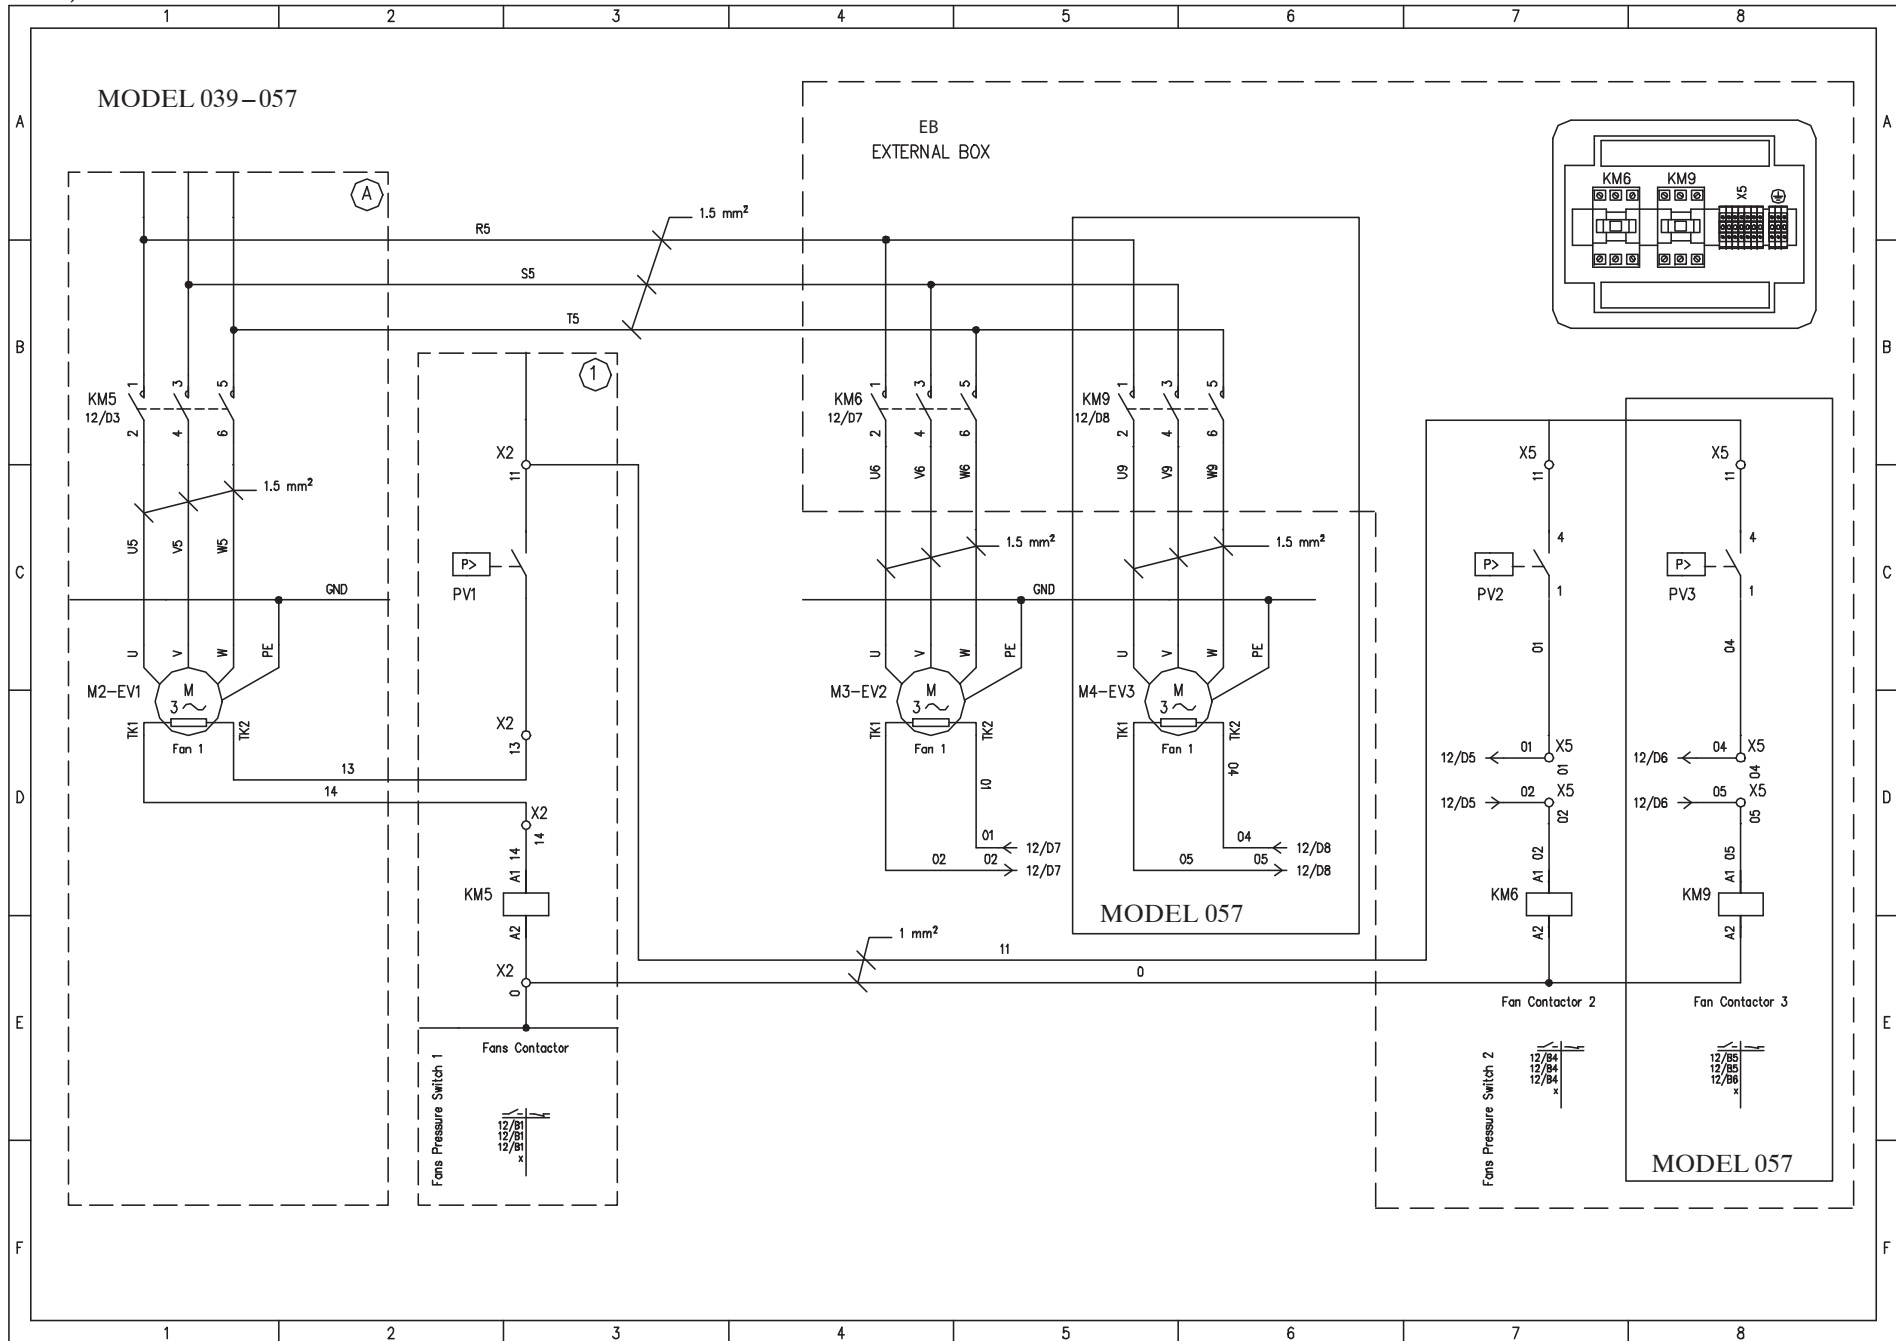 1 2 3 4 5 6 7 8
MODEL 039-057
A A
EB
EXTERNAL BOX
A
KM6 KM9 X5
1.5 mm²
R5
S5
T5
B B
1
KM5
12/D3
1 3 5
2 4 6
KM6
12/D7
1 3 5
2 4 6
KM9
12/D8
1 3 5
2 4 6
X2
11
X5
11
X5
11
1.5 mm²
U6 V6 W6
U9 V9 W9
U5 V5 W5
1.5 mm²
1.5 mm²
C C
P>
PV1
P>
PV2
4
1
P>
PV3
4
1
GND
GND
U V W PE
U V W PE
U V W PE
01
04
M2-EV1
M
3
TK1 TK2
Fan 1
M3-EV2
M
3
TK1 TK2
Fan 1
M4-EV3
M
3
TK1 TK2
Fan 1
X2
13
13
14
D D
12/D5 01 X5
01
12/D6 04 X5
04
12/D5 02 X5
02
12/D6 05 X5
05
X2
14
01
04
01 12/D7
02 02 12/D7
04 12/D8
05 05 12/D8
14
A1
KM5
A2
02
A1
KM6
A2
05
A1
KM9
A2
MODEL 057
1 mm²
11
0
X2
0
Fan Contactor 2
Fan Contactor 3
E E
Fans Contactor
Fans Pressure Switch 1
12/B1
12/B1
12/B1
x
Fans Pressure Switch 2
12/B4
12/B4
12/B4
x
12/B5
12/B5
12/B6
x
MODEL 057
F F
1 2 3 4 5 6 7 8